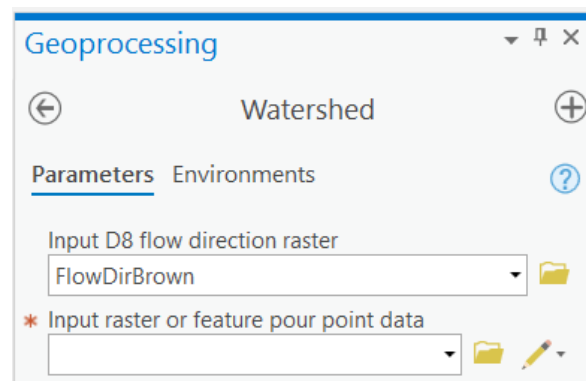 Geoprocessing
Watershed
Parameters Environments
Input D8 flow direction raster
FlowDirBrown
* Input raster or feature pour point data